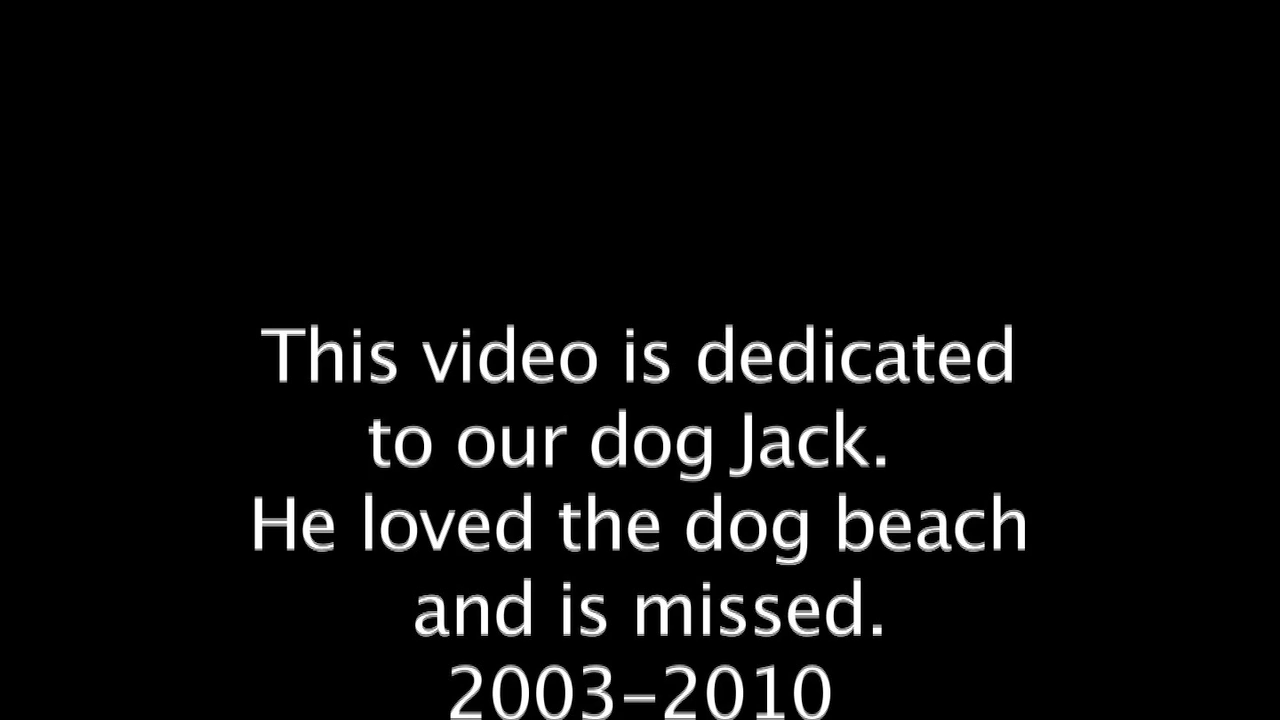 This video is dedicated
to our dog Jack.
He loved the dog beach
and is missed.
2003-2010